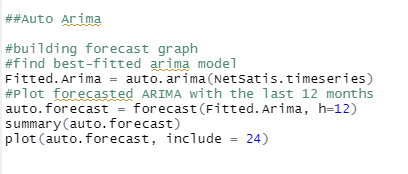 ##Auto Arima
#building forecast graph
#find best-fitted arima model
Fitted.Arima = auto.arima(NetSatis.timeseries)
#Plot forecasted ARIMA with the last 12 months
auto.forecast = forecast(Fitted.Arima, h=12)
summary(auto.forecast)
plot(auto.forecast, include = 24)